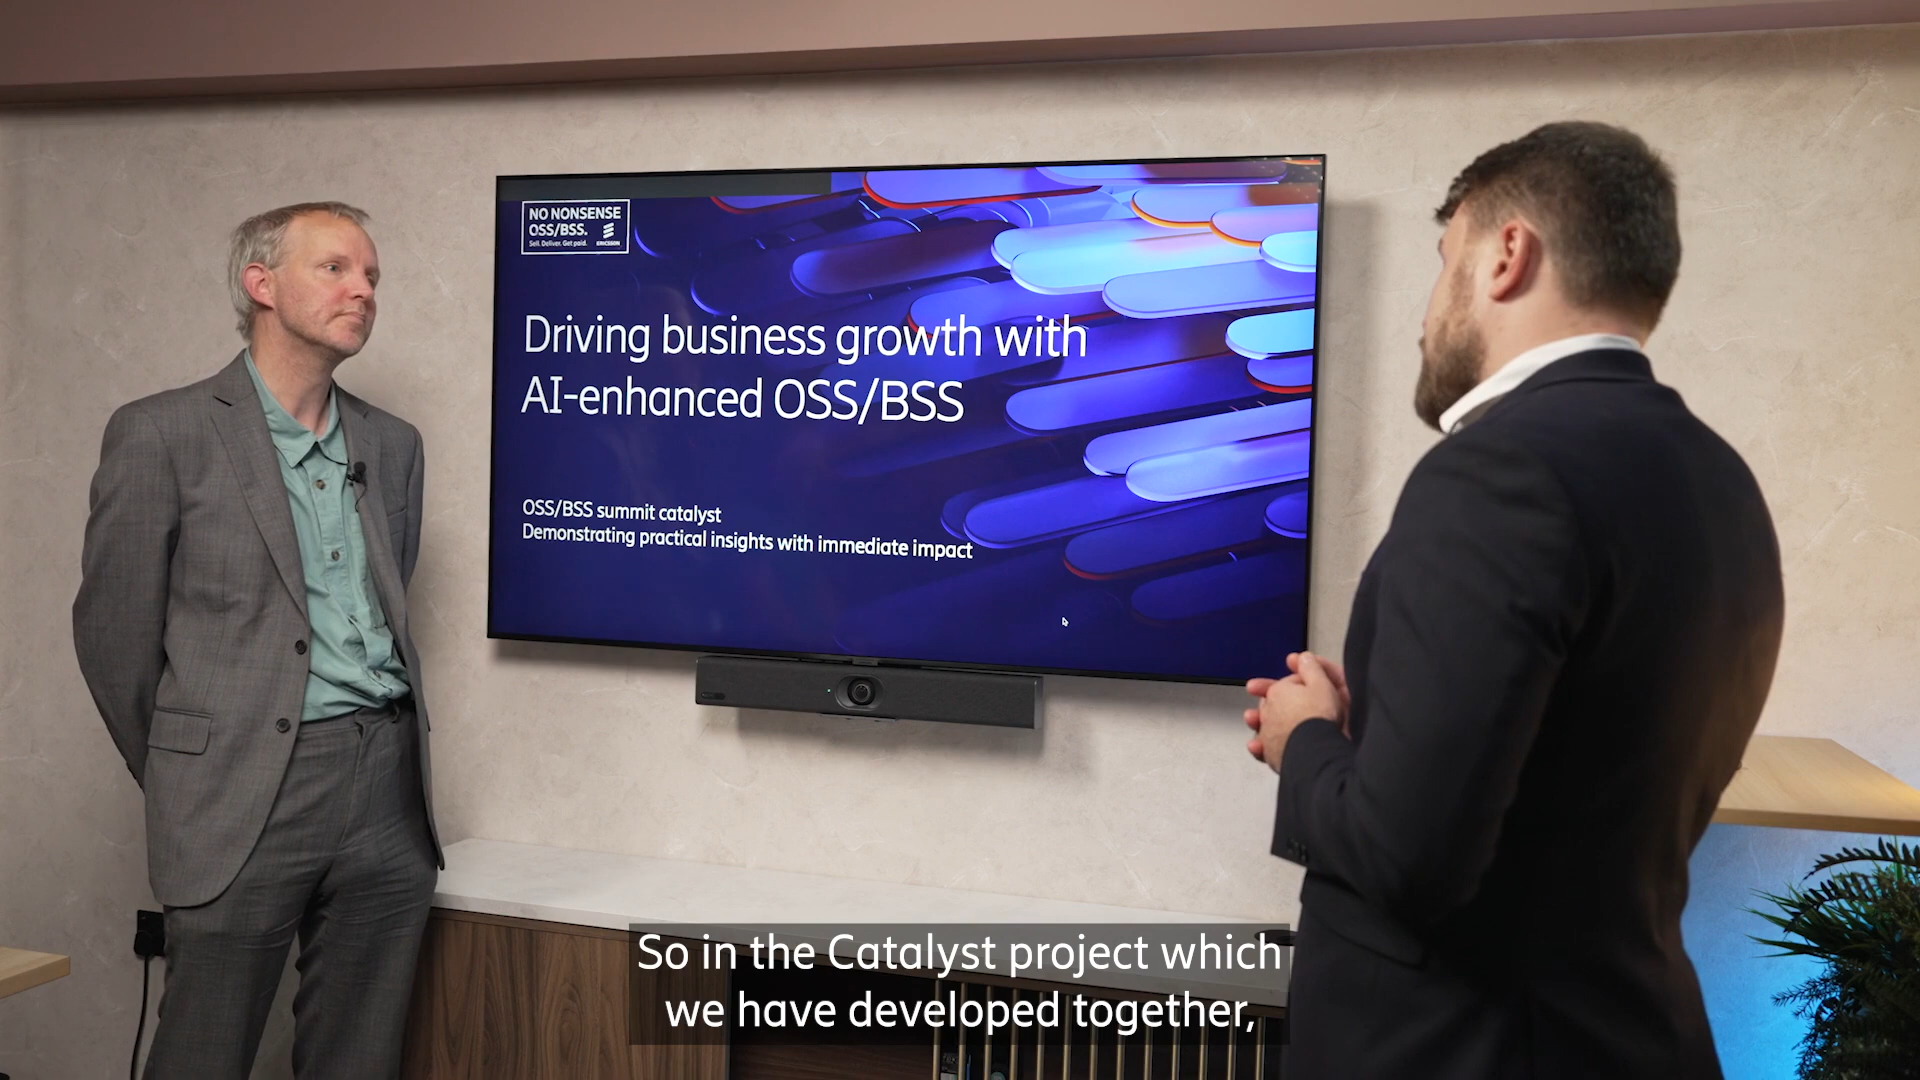 NO NONSENSE
OSS/BSS.
Sell. Deliver. Get paid.
ERICSSON
Driving business growth with
AI-enhanced OSS/BSS
OSS/BSS summit catalyst
Demonstrating practical insights with immediate impact
So in the Catalyst project which
we have developed together,